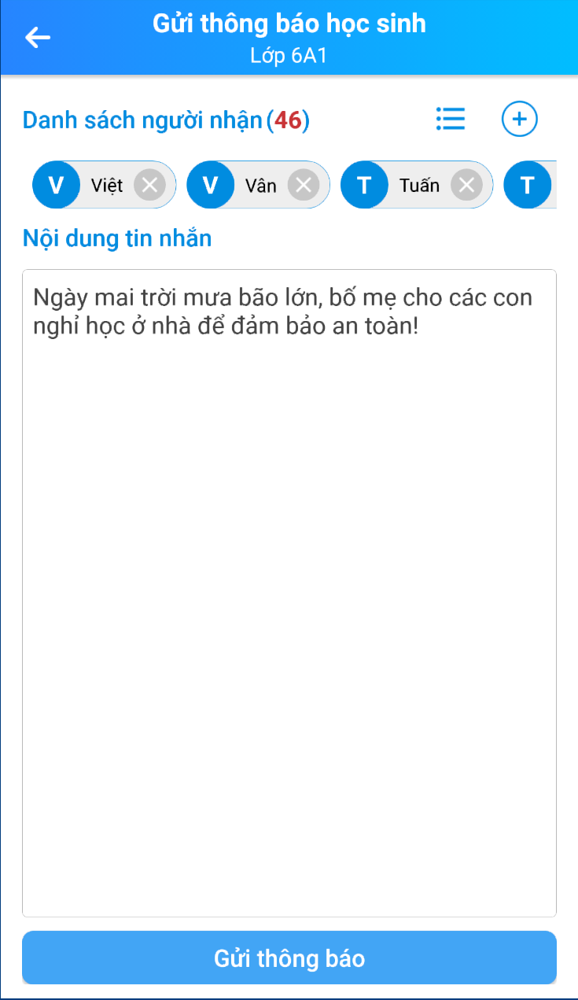 Gửi thông báo học sinh
Lớp 6A1
Danh sách người nhận (46)
V Việt V Vân T Tuấn T
Nội dung tin nhắn
Ngày mai trời mưa bão lớn, bố mẹ cho các con
nghỉ học ở nhà để đảm bảo an toàn!
Gửi thông báo